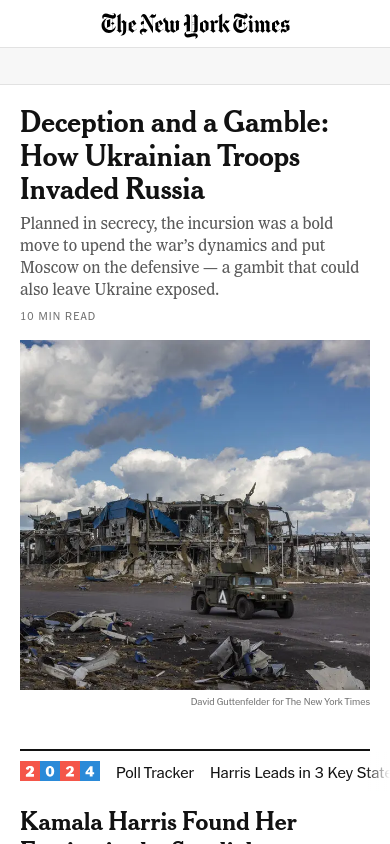 The New York Times
Deception and a Gamble:
How Ukrainian Troops
Invaded Russia
Planned in secrecy, the incursion was a bold
move to upend the war’s dynamics and put
Moscow on the defensive — a gambit that could
also leave Ukraine exposed.
10 MIN READ
David Guttenfelder for The New York Times
2024 Poll Tracker Harris Leads in 3 Key State
Kamala Harris Found Her